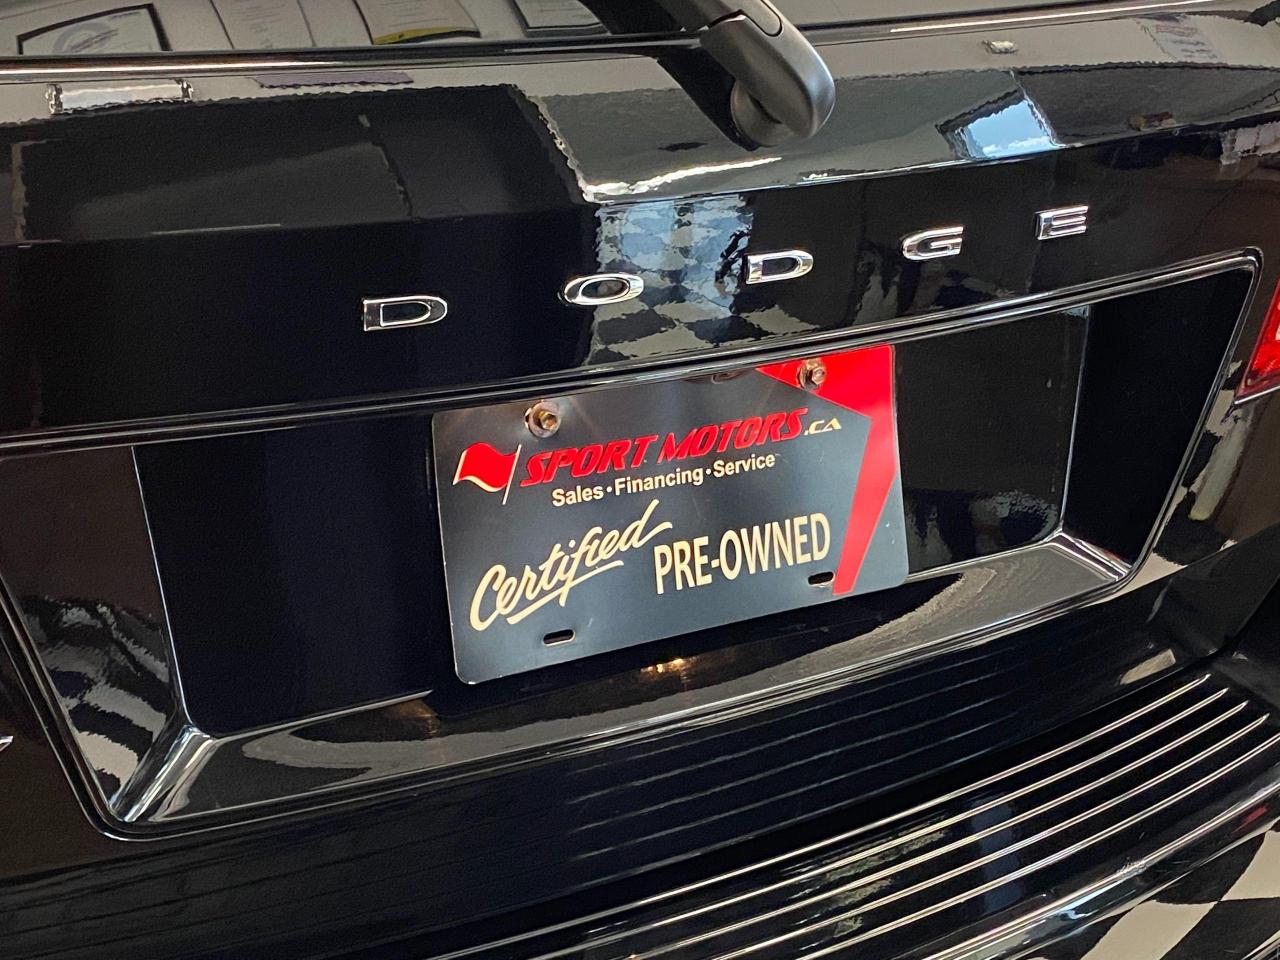 DODGE
SPORT MOTORS.CA
Sales•Financing•Service
Certified PRE-OWNED